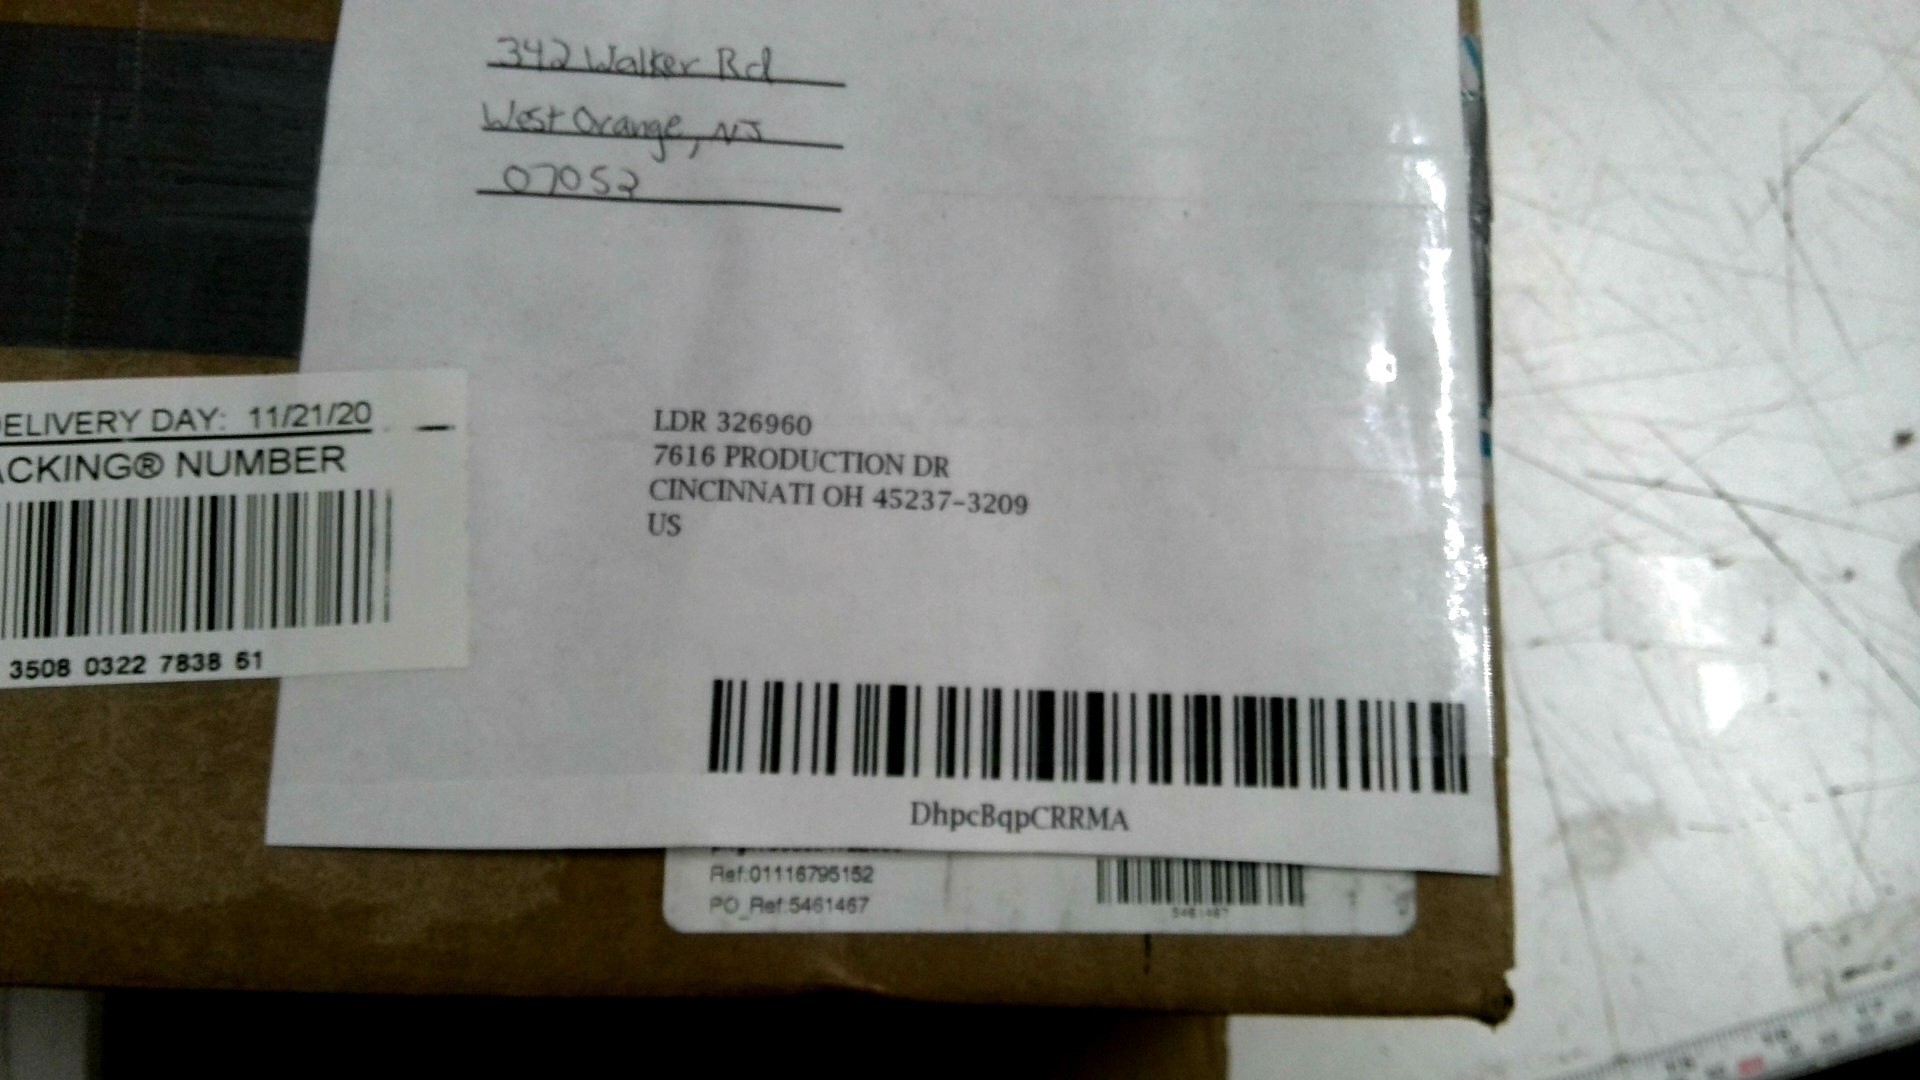 342 Walker Rd
West Orange, NJ
07052
DELIVERY DAY: 11/21/20
ACKING® NUMBER
3508 0322 7838 61
LDR 326960
7616 PRODUCTION DR
CINCINNATI OH 45237-3209
US
DhpcBqpCRRMA
Ref:01116795152
PO_Ref:5461467
5461467